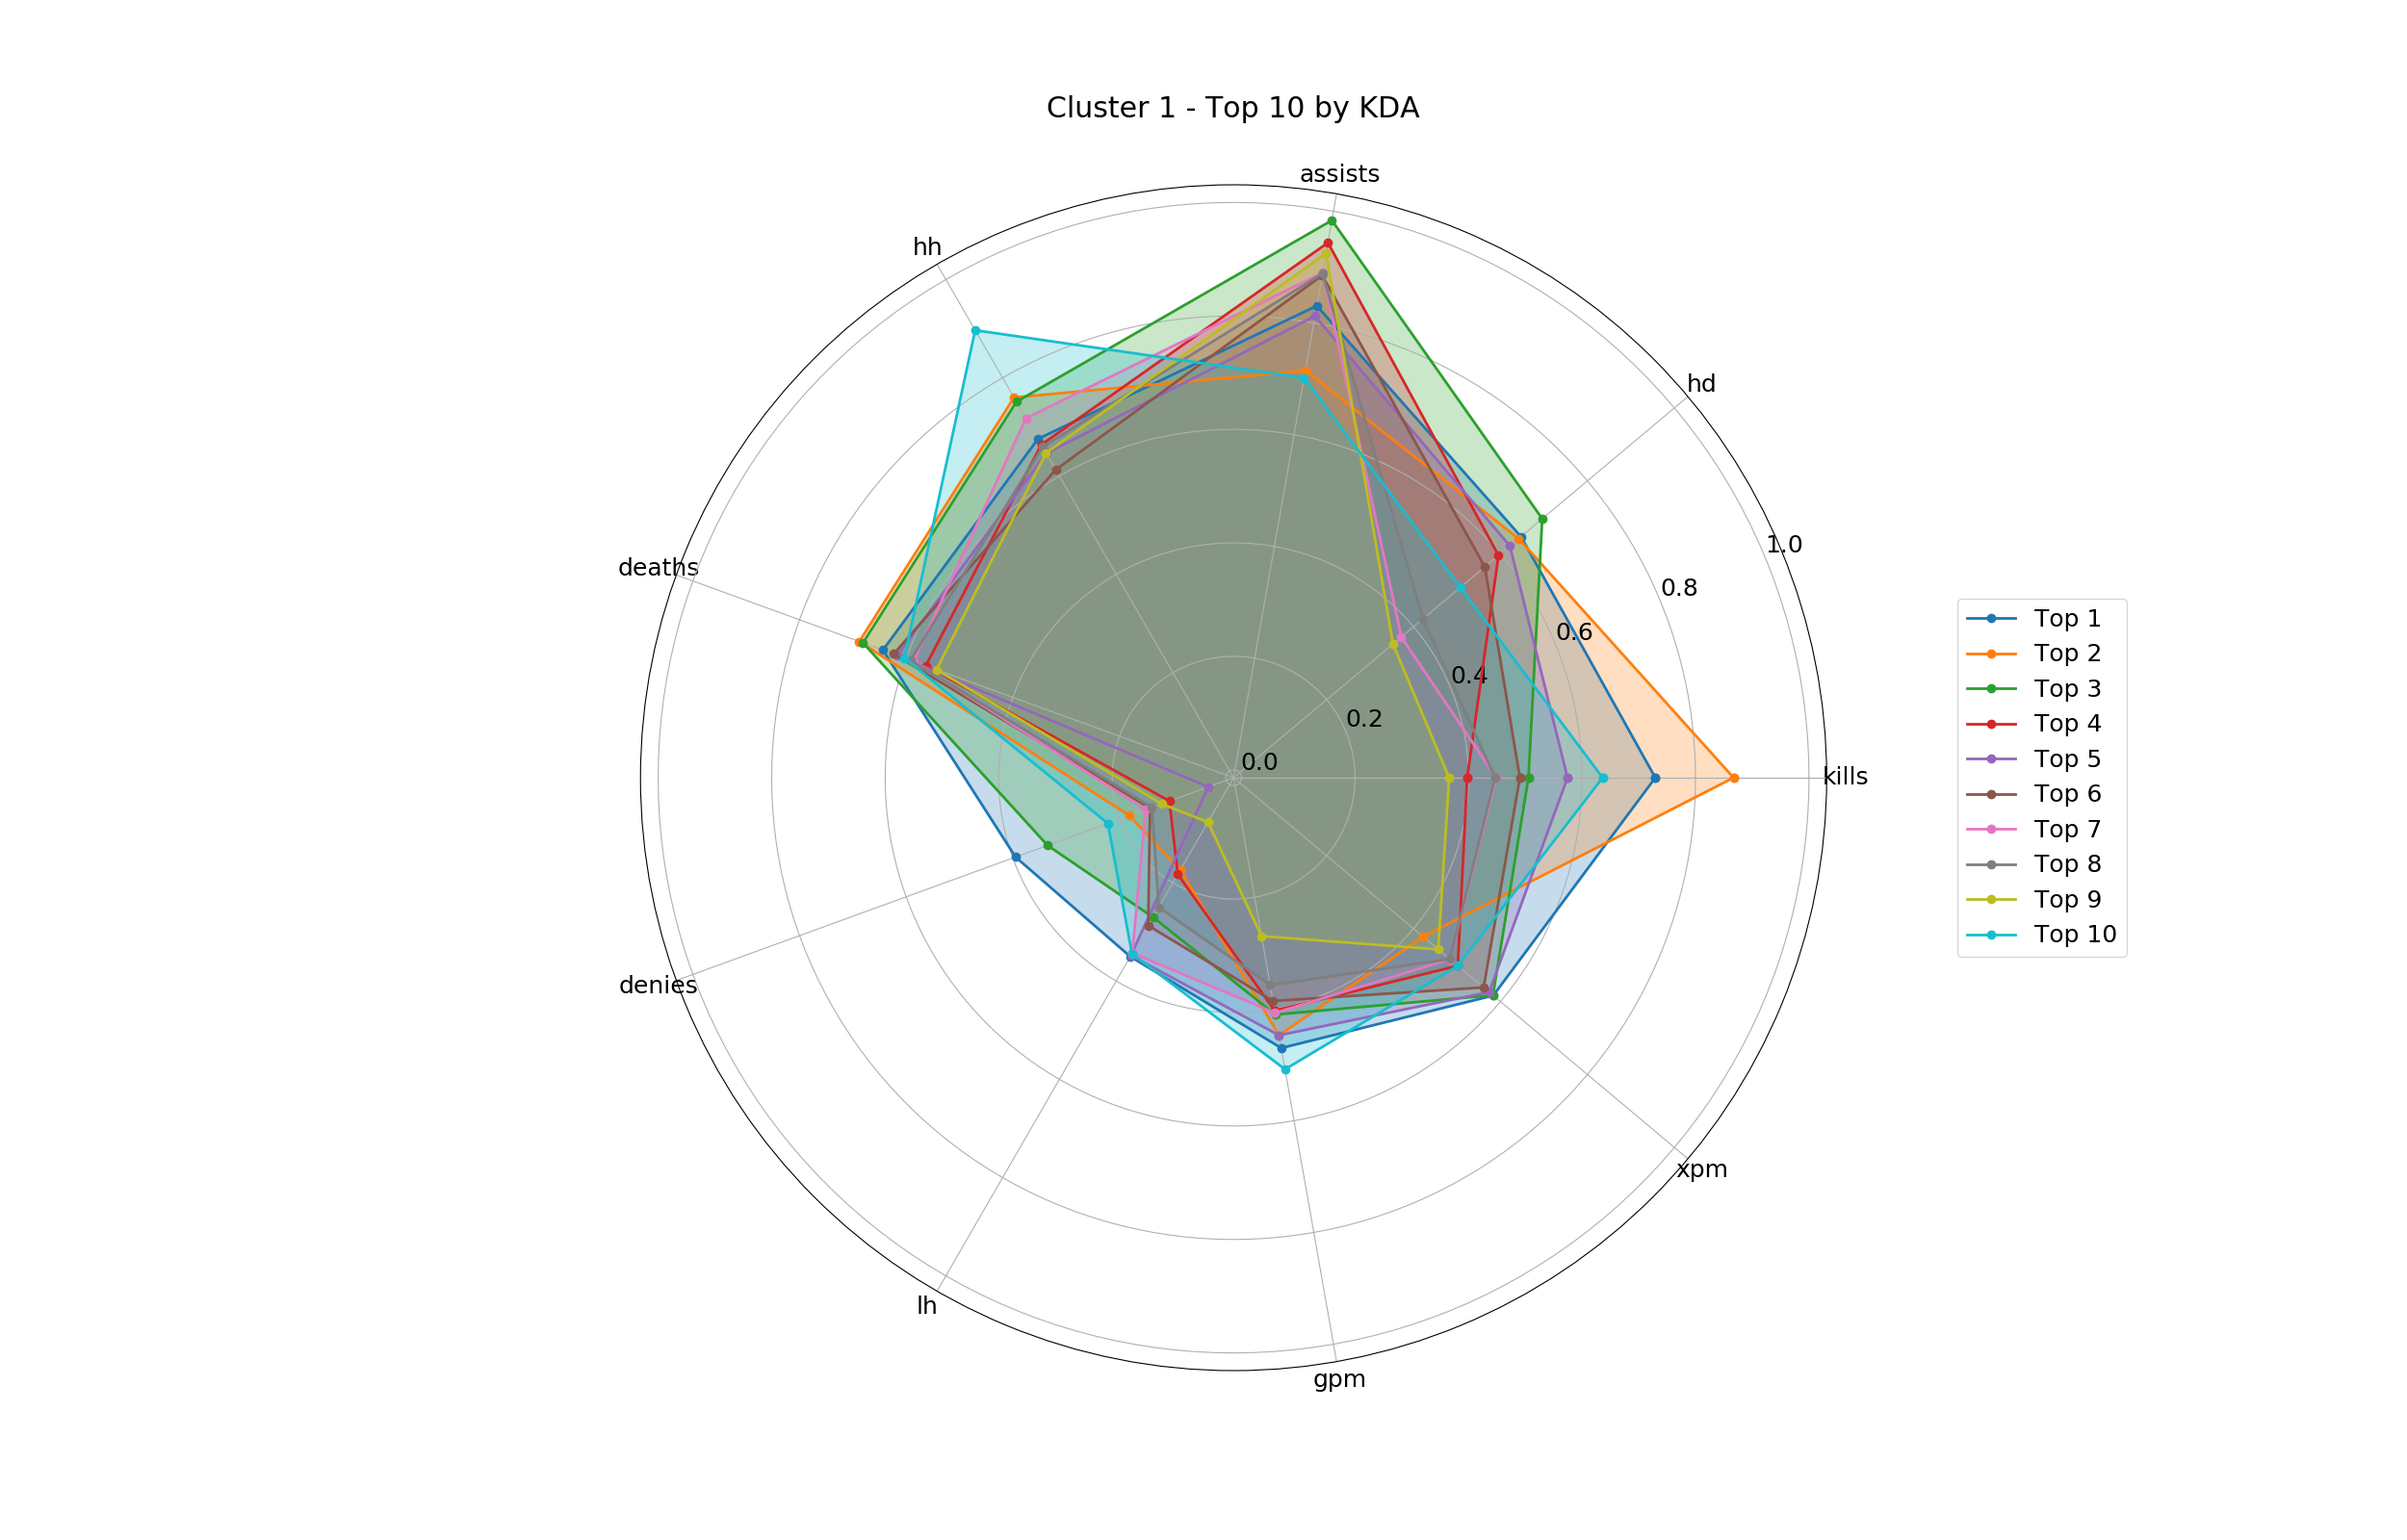 Cluster 1 - Top 10 by KDA
assists
hh
hd
1.0
deaths
0.8
0.6
0.4
0.2
0.0
kills
denies
xpm
lh
gpm
Top 1
Top 2
Top 3
Top 4
Top 5
Top 6
Top 7
Top 8
Top 9
Top 10